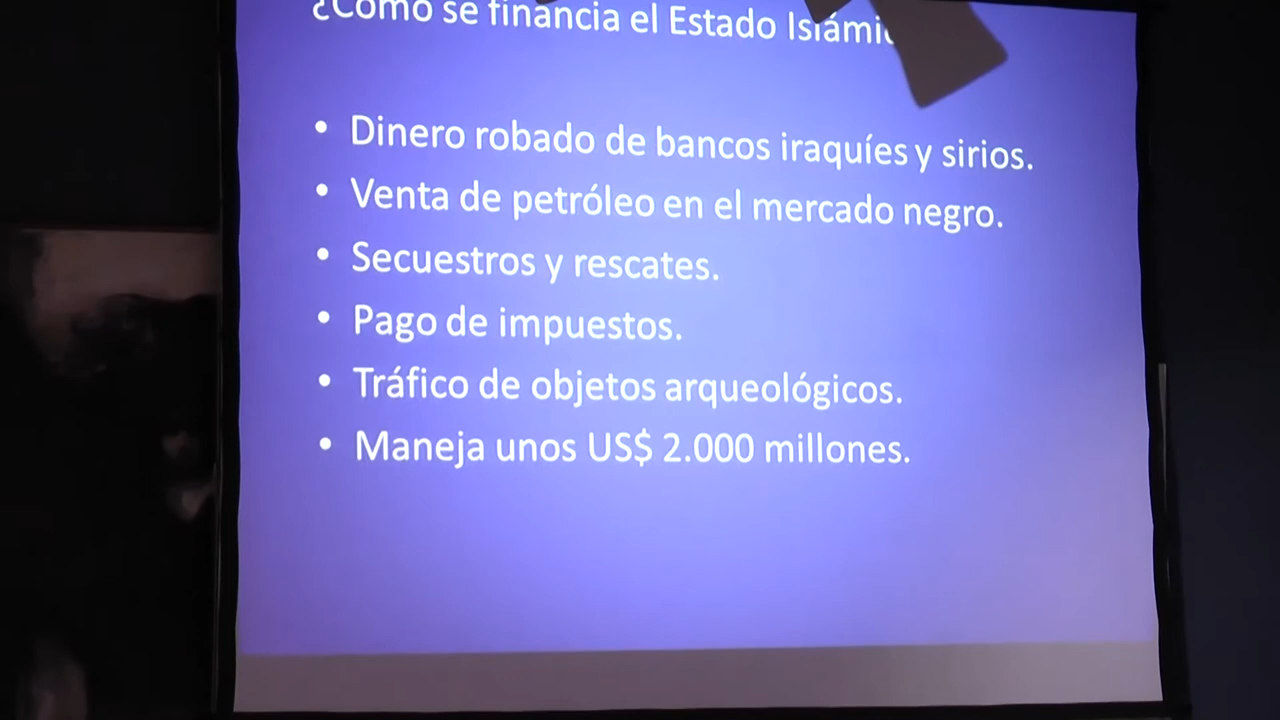 ¿Cómo se financia el Estado
• Dinero robado de bancos iraquíes y sirios.
• Venta de petróleo en el mercado negro.
• Secuestros y rescates.
• Pago de impuestos.
• Tráfico de objetos arqueológicos.
• Maneja unos US$ 2.000 millones.